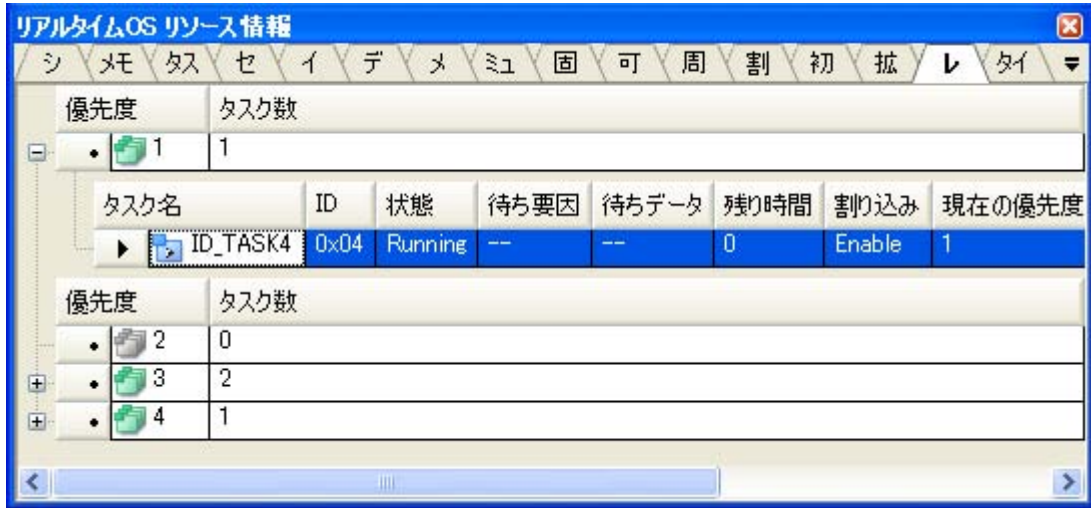 リアルタイムOS リソース情報
シ メモ タス セ イ デ メ ミュ 固 可 周 割 初 拡 レ タイ
優先度 タスク数
1 1
タスク名 ID 状態 待ち要因 待ちデータ 残り時間 割り込み 現在の優先度
ID_TASK4 0x04 Running -- -- 0 Enable 1
優先度 タスク数
2 0
3 2
4 1